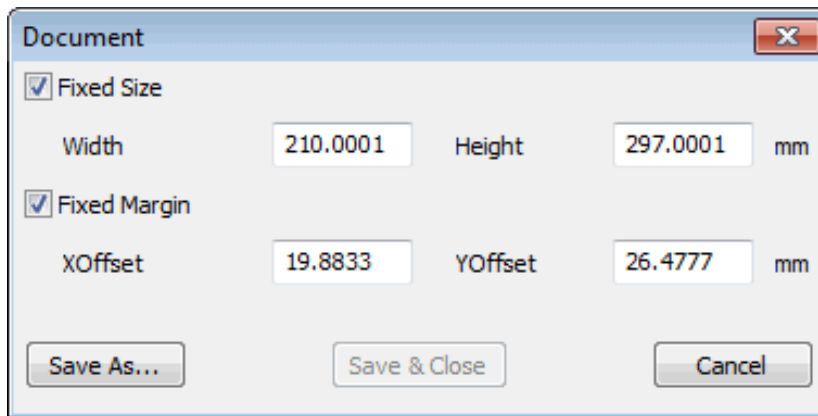 Document
Fixed Size
Width 210.0001 Height 297.0001 mm
Fixed Margin
XOffset 19.8833 YOffset 26.4777 mm
Save As... Save & Close Cancel